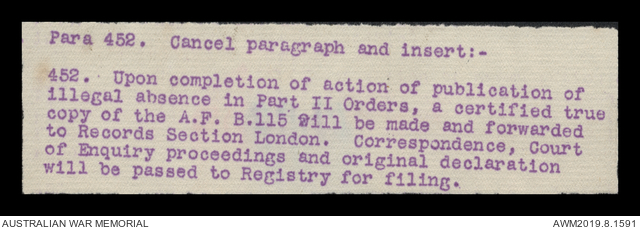 Para 452. Cancel paragraph and insert:-
452. Upon completion of action of publication of
illegal absence in Part II Orders, a certified true
copy of the A.F. B.115 will be made and forwarded
to Records Section London. Correspondence, Court
of Enquiry proceedings and original declaration
will be passed to Registry for filing.
AUSTRALIAN WAR MEMORIAL
AWM2019.8.1591